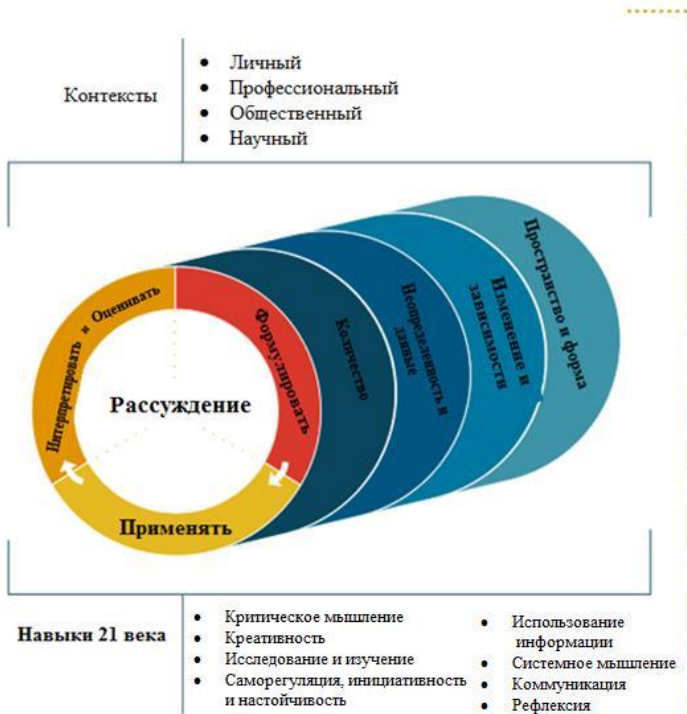 Контексты
• Личный
• Профессиональный
• Общественный
• Научный
Интерпретировать и Оценивать
Формулировать
Рассуждение
Применять
Количество
Неопределенность и
данные
Изменение и
зависимости
Пространство и форма
Навыки 21 века
• Критическое мышление
• Креативность
• Исследование и изучение
• Саморегуляция, инициативность
и настойчивость
• Использование
информации
• Системное мышление
• Коммуникация
• Рефлексия